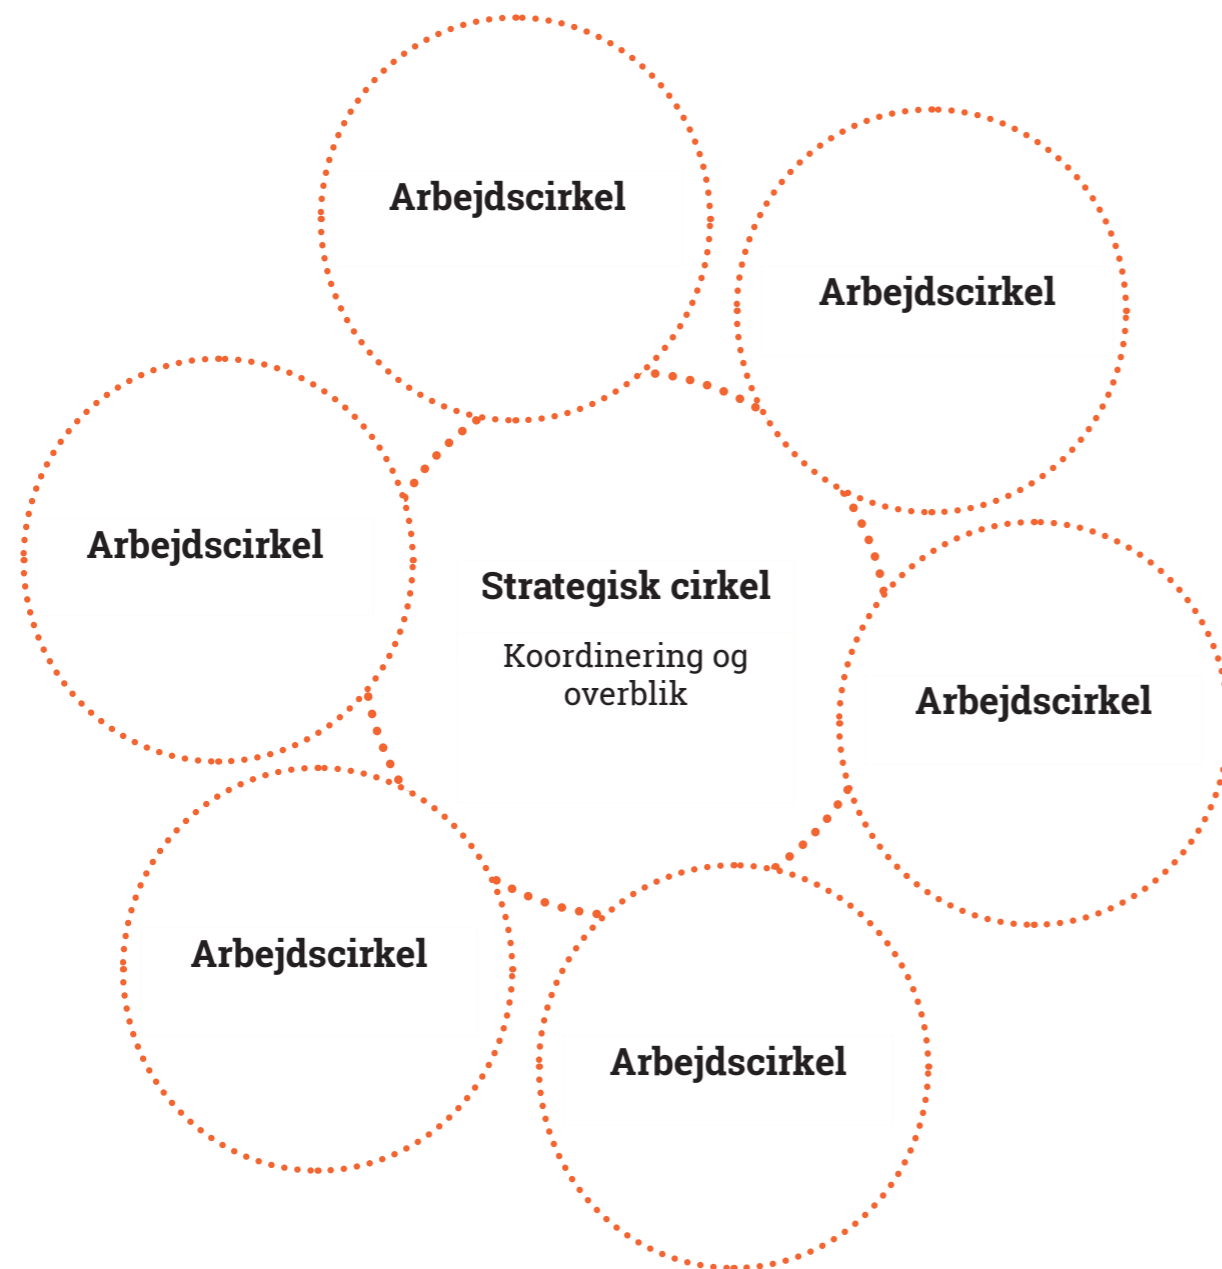 Arbejdscirkel
Arbejdscirkel
Arbejdscirkel
Strategisk cirkel
Koordinering og
overblik
Arbejdscirkel
Arbejdscirkel
Arbejdscirkel